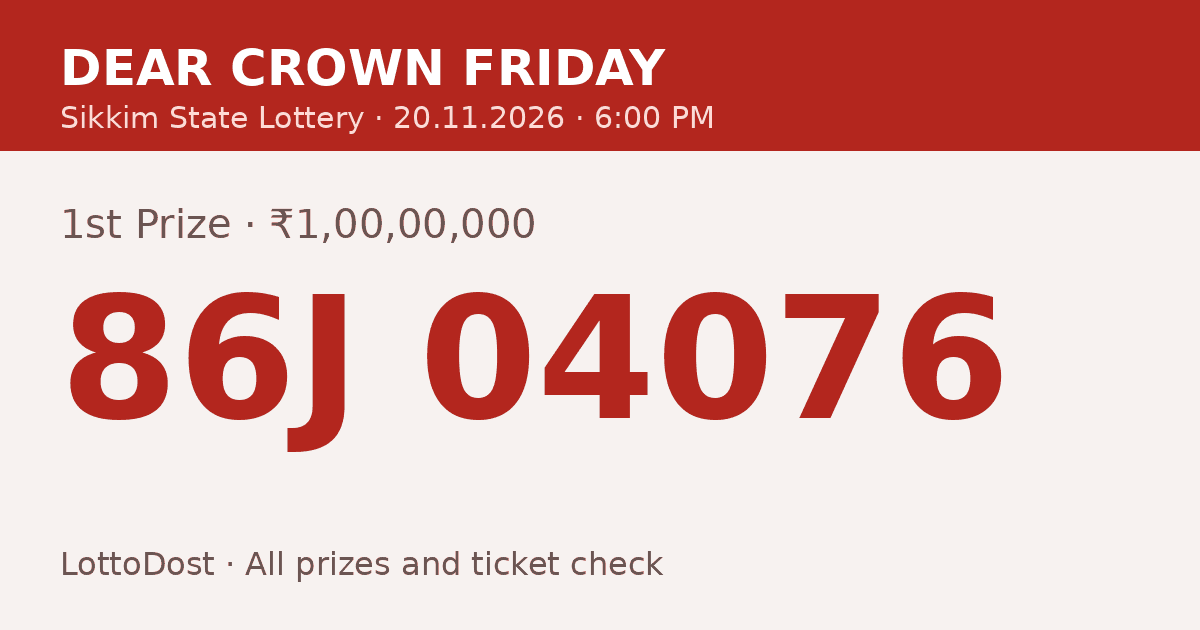 DEAR CROWN FRIDAY
Sikkim State Lottery · 20.11.2026 · 6:00 PM
1st Prize · ₹1,00,00,000
86J 04076
LottoDost · All prizes and ticket check